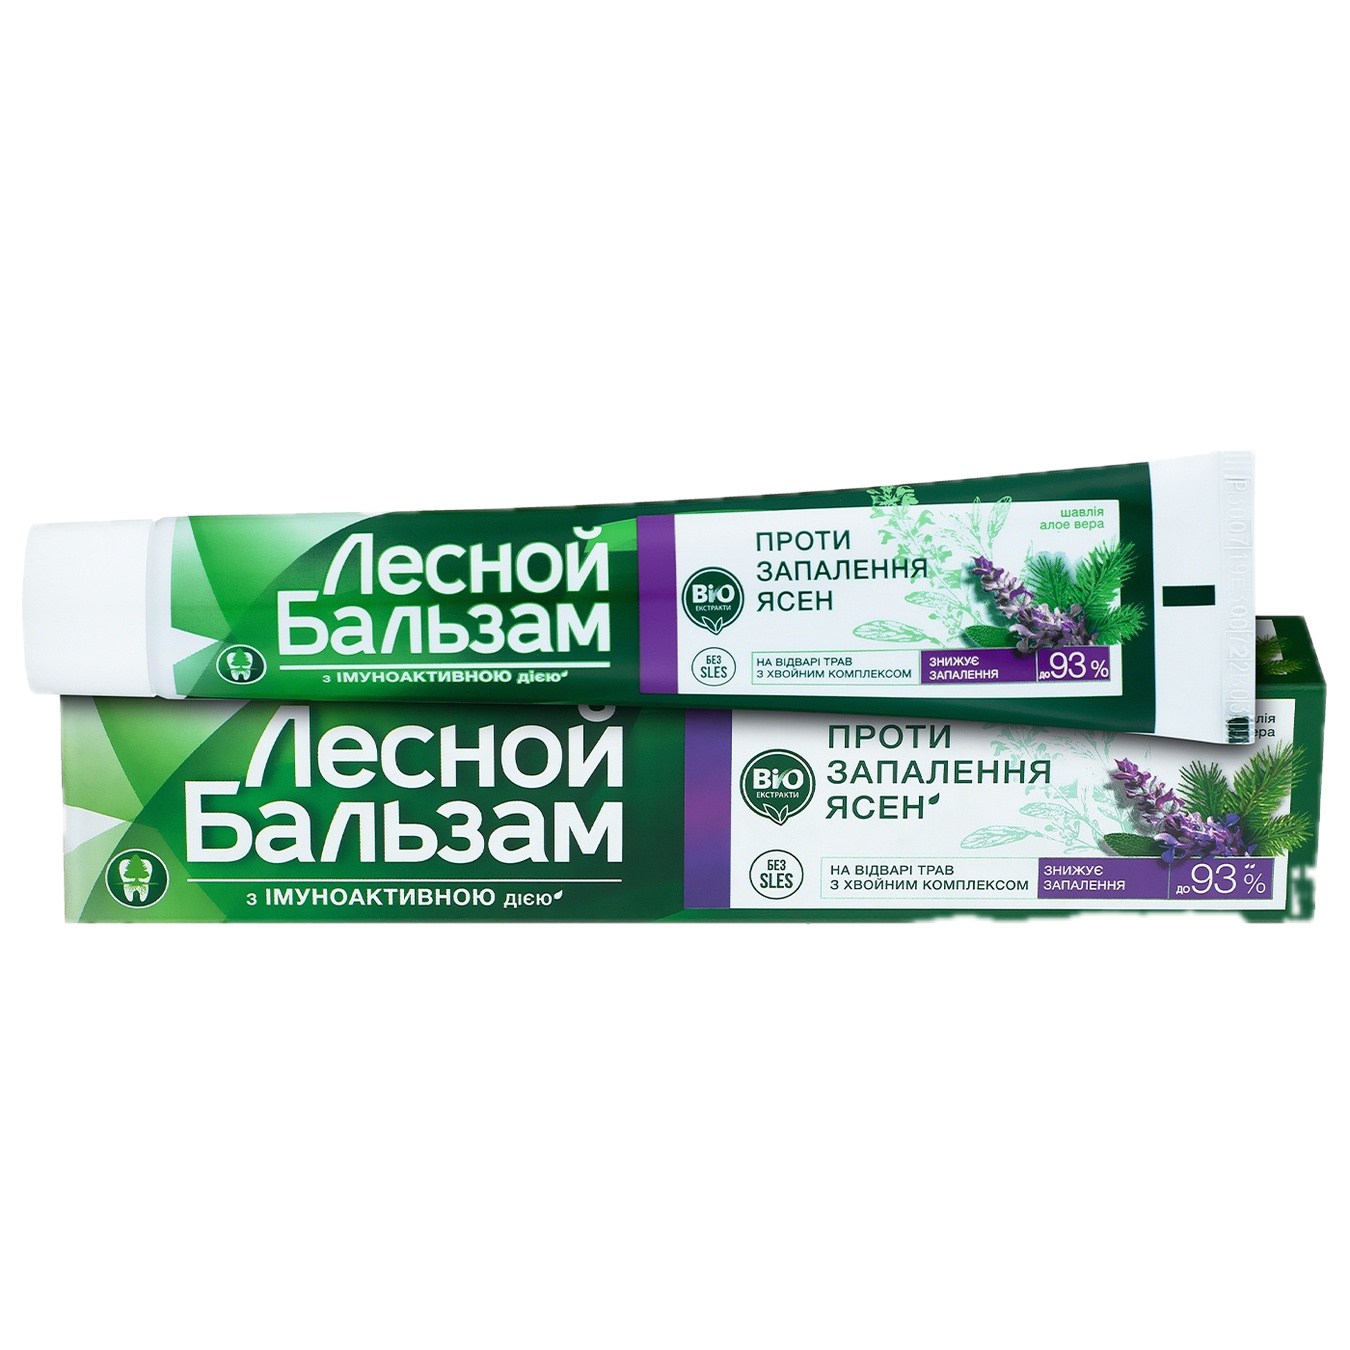 Лесной
Бальзам
з ІМУНОАКТИВНОЮ дією
BiO
ЕКСТРАКТИ
БЕЗ
SLES
ПРОТИ
ЗАПАЛЕННЯ
ЯСЕН
шавлія
алое вера
НА ВІДВАРІ ТРАВ
З ХВОЙНИМ КОМПЛЕКСОМ
ЗНИЖУЄ
ЗАПАЛЕННЯ
до 93 %
Лесной
Бальзам
з ІМУНОАКТИВНОЮ дією
BiO
ЕКСТРАКТИ
БЕЗ
SLES
ПРОТИ
ЗАПАЛЕННЯ
ЯСЕН
НА ВІДВАРІ ТРАВ
З ХВОЙНИМ КОМПЛЕКСОМ
ЗНИЖУЄ
ЗАПАЛЕННЯ
до 93 %